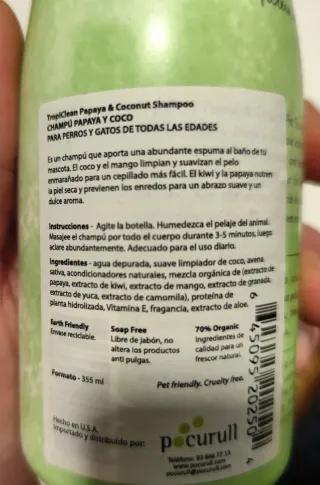 TropiClean Papaya & Coconut Shampoo
CHAMPÚ PAPAYA Y COCO
PARA PERROS Y GATOS DE TODAS LAS EDADES
Es un champú que aporta una abundante espuma al baño de tu
mascota. El coco y el mango limpian y suavizan el pelo
enmarañado para un cepillado más fácil. El kiwi y la papaya nutren
la piel seca y previenen los enredos para un abrazo suave y un
dulce aroma.
Instrucciones - Agite la botella. Humedezca el pelaje del animal.
Masajee el champú por todo el cuerpo durante 3-5 minutos, luego
aclare abundantemente. Adecuado para el uso diario.
Ingredientes - agua depurada, suave limpiador de coco, avena
sativa, acondicionadores naturales, mezcla orgánica de (extracto de
papaya, extracto de kiwi, extracto de mango, extracto de granada,
extracto de yuca, extracto de camomila), proteína de
planta hidrolizada, Vitamina E, fragancia, extracto de aloe.
Earth Friendly
Envase reciclable.
Soap Free
Libre de jabón, no
altera los productos
anti pulgas.
70% Organic
Ingredientes de
calidad para un
frescor natural.
Formato - 355 ml
Pet friendly. Cruelty free.
Hecho en U.S.A.
Importado y distribuido por:
pocurull
www.pocurull.com
6 45095 20250 4